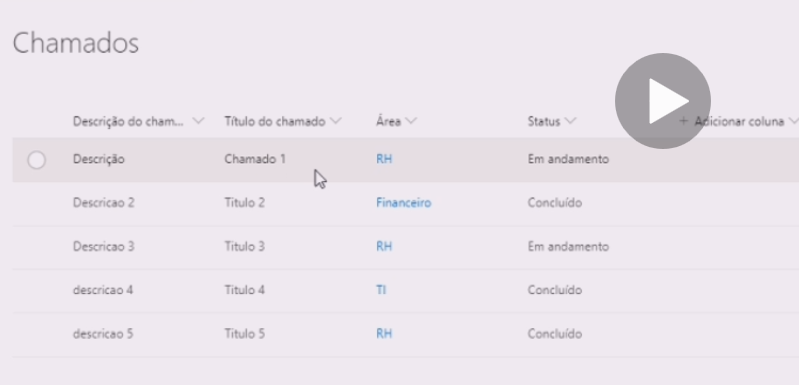 Chamados
Descrição do cham... Título do chamado Área Status + Adicionar coluna
Descrição Chamado 1 RH Em andamento
Descricao 2 Titulo 2 Financeiro Concluído
Descricao 3 Titulo 3 RH Em andamento
descricao 4 Titulo 4 TI Concluído
descricao 5 Titulo 5 RH Concluído